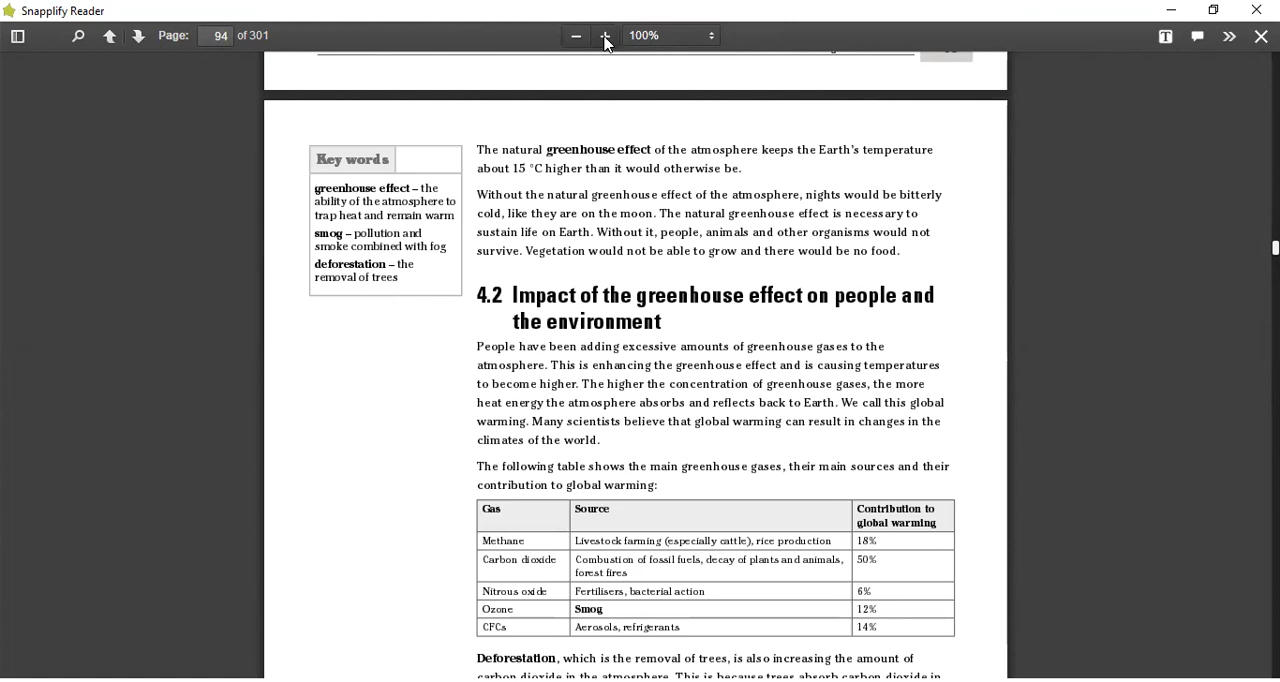 Snapplify Reader
Page: 94 of 301
100%
Key words
greenhouse effect – the
ability of the atmosphere to
trap heat and remain warm
smog – pollution and
smoke combined with fog
deforestation – the
removal of trees
The natural greenhouse effect of the atmosphere keeps the Earth's temperature
about 15 °C higher than it would otherwise be.
Without the natural greenhouse effect of the atmosphere, nights would be bitterly
cold, like they are on the moon. The natural greenhouse effect is necessary to
sustain life on Earth. Without it, people, animals and other organisms would not
survive. Vegetation would not be able to grow and there would be no food.
4.2 Impact of the greenhouse effect on people and
the environment
People have been adding excessive amounts of greenhouse gases to the
atmosphere. This is enhancing the greenhouse effect and is causing temperatures
to become higher. The higher the concentration of greenhouse gases, the more
heat energy the atmosphere absorbs and reflects back to Earth. We call this global
warming. Many scientists believe that global warming can result in changes in the
climates of the world.
The following table shows the main greenhouse gases, their main sources and their
contribution to global warming:
Gas Source Contribution to
global warming
Methane Livestock farming (especially cattle), rice production 18%
Carbon dioxide Combustion of fossil fuels, decay of plants and animals, 50%
forest fires
Nitrous oxide Fertilisers, bacterial action 6%
Ozone Smog 12%
CFCs Aerosols, refrigerants 14%
Deforestation, which is the removal of trees, is also increasing the amount of
carbon dioxide in the atmosphere. This is because trees absorb carbon dioxide in